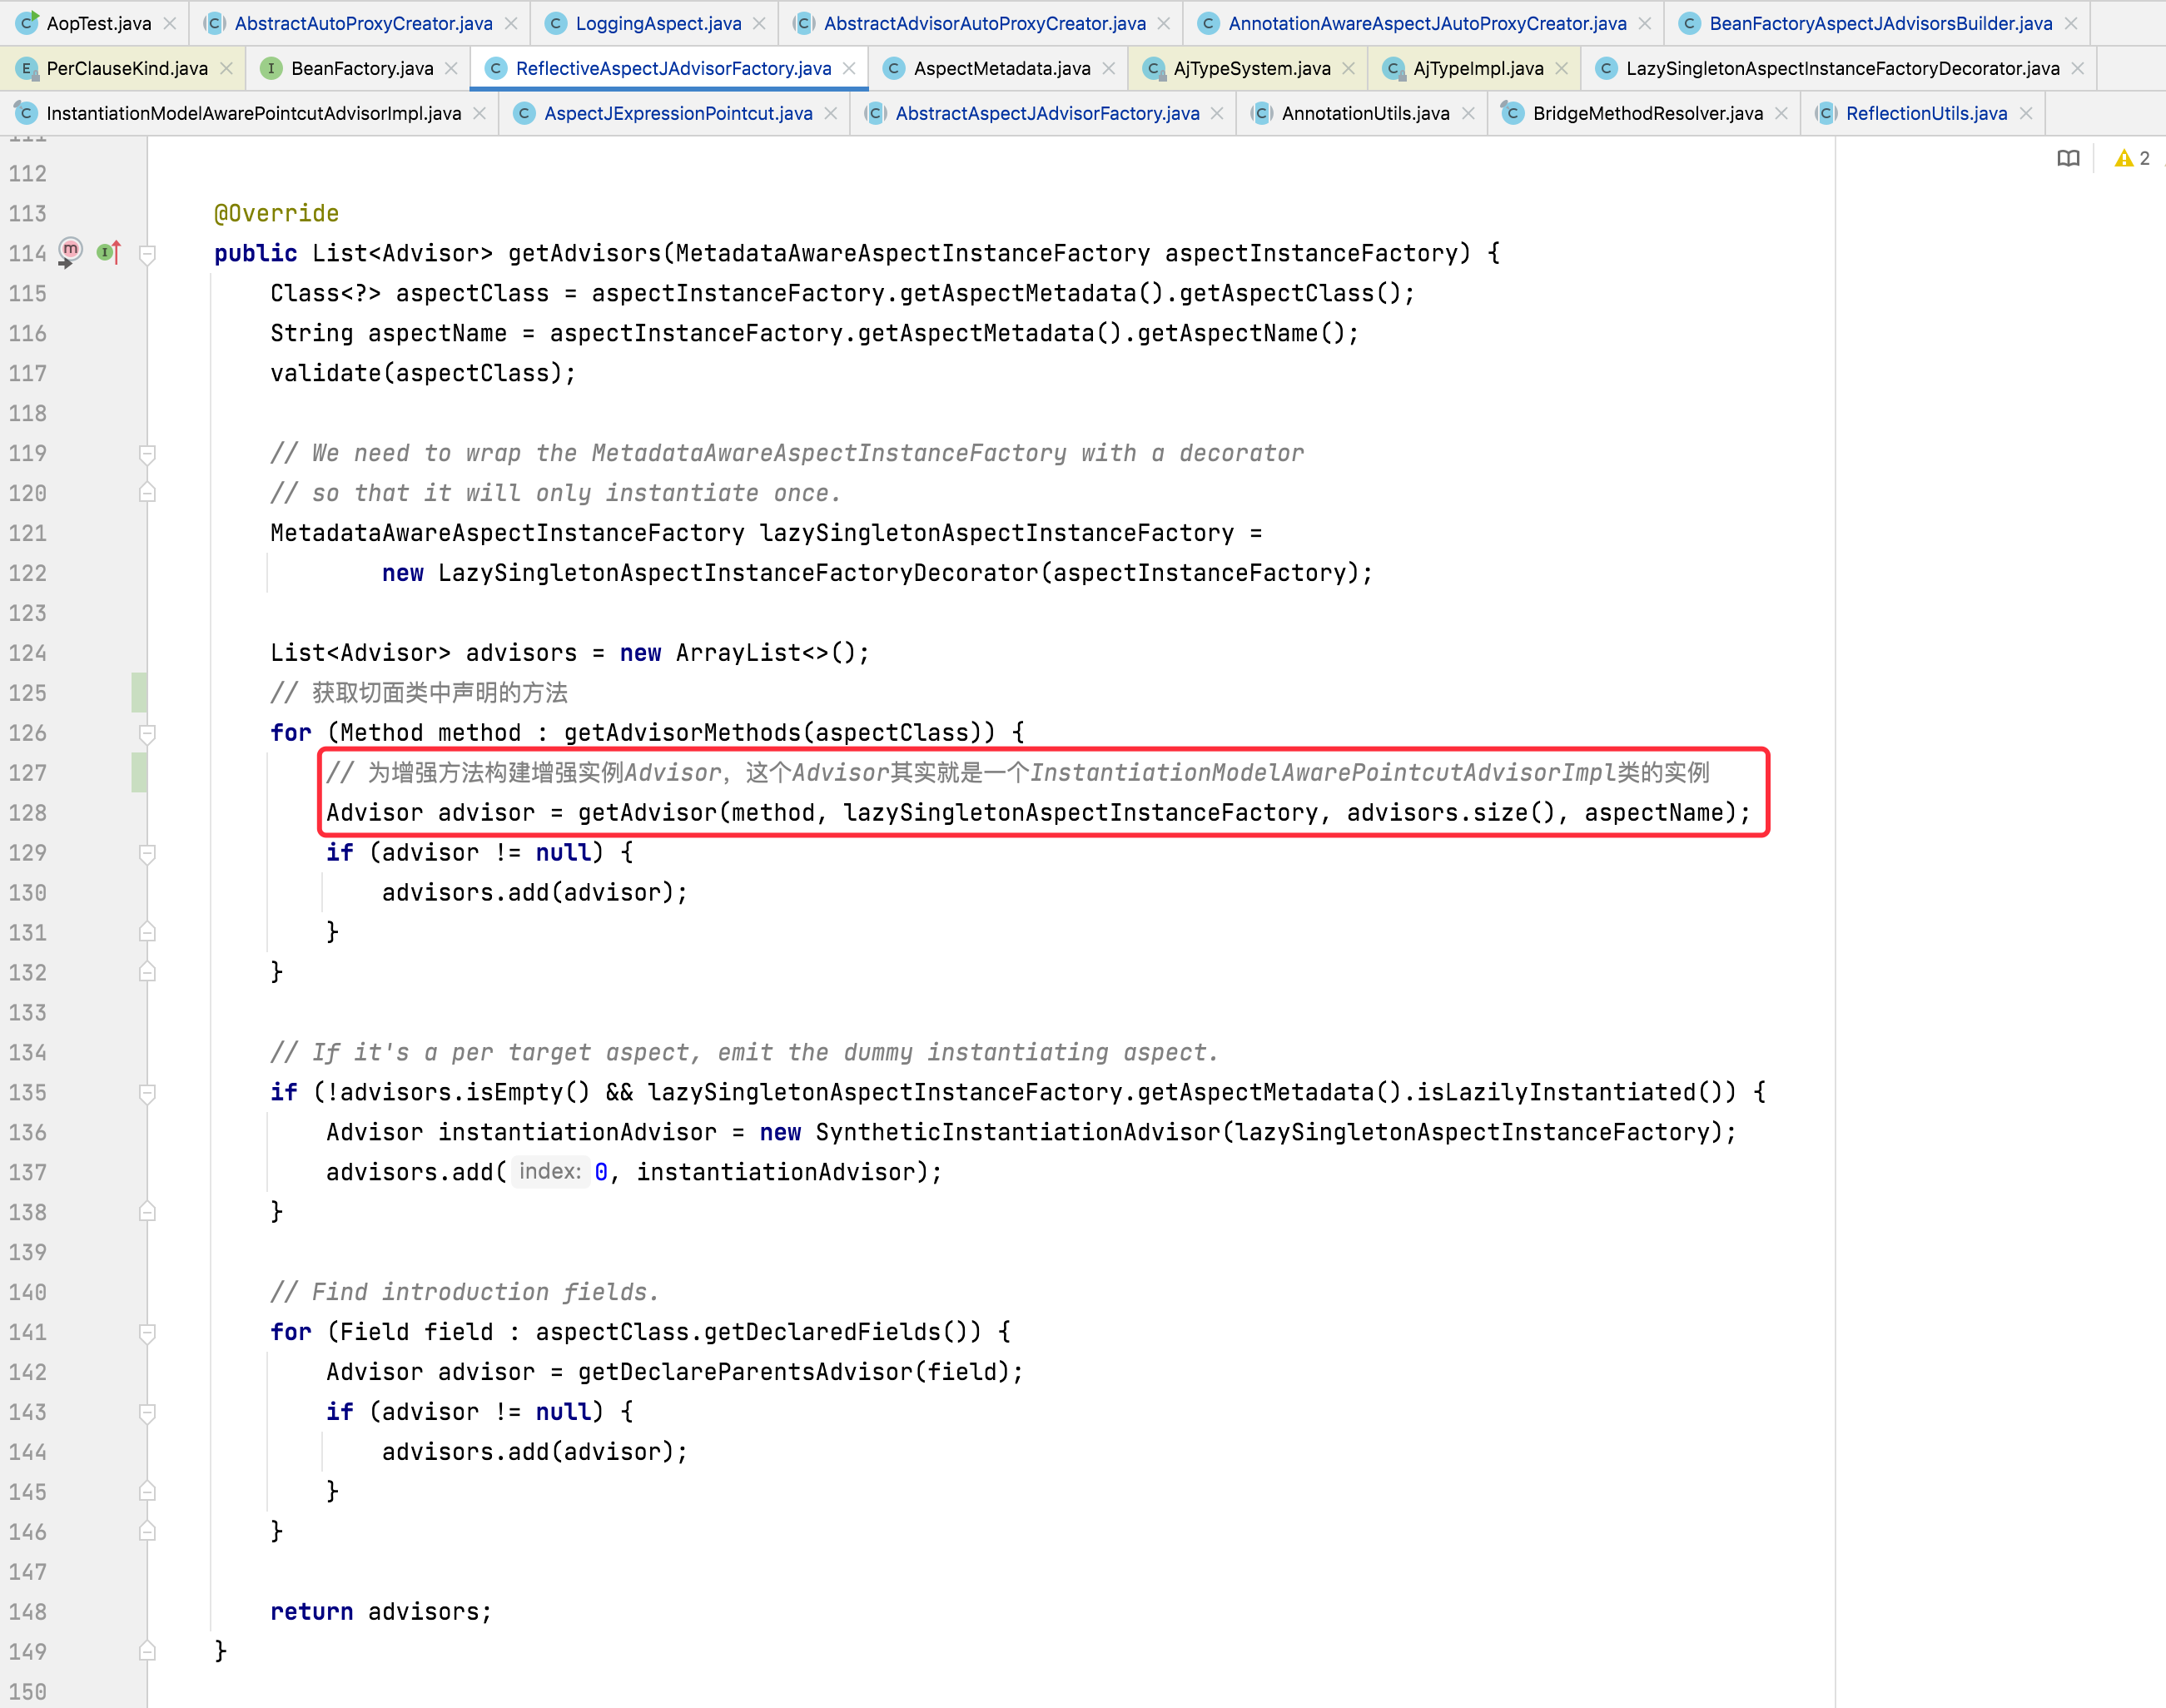 AopTest.java AbstractAutoProxyCreator.java LoggingAspect.java AbstractAdvisorAutoProxyCreator.java AnnotationAwareAspectJAutoProxyCreator.java BeanFactoryAspectJAdvisorsBuilder.java
PerClauseKind.java BeanFactory.java ReflectiveAspectJAdvisorFactory.java AspectMetadata.java AjTypeSystem.java AjTypeImpl.java LazySingletonAspectInstanceFactoryDecorator.java
InstantiationModelAwarePointcutAdvisorImpl.java AspectJExpressionPointcut.java AbstractAspectJAdvisorFactory.java AnnotationUtils.java BridgeMethodResolver.java ReflectionUtils.java
111
112 2
113 @Override
114 public List<Advisor> getAdvisors(MetadataAwareAspectInstanceFactory aspectInstanceFactory) {
115 Class<?> aspectClass = aspectInstanceFactory.getAspectMetadata().getAspectClass();
116 String aspectName = aspectInstanceFactory.getAspectMetadata().getAspectName();
117 validate(aspectClass);
118
119 // We need to wrap the MetadataAwareAspectInstanceFactory with a decorator
120 // so that it will only instantiate once.
121 MetadataAwareAspectInstanceFactory lazySingletonAspectInstanceFactory =
122 new LazySingletonAspectInstanceFactoryDecorator(aspectInstanceFactory);
123
124 List<Advisor> advisors = new ArrayList<>();
125 // 获取切面类中声明的方法
126 for (Method method : getAdvisorMethods(aspectClass)) {
127 // 为增强方法构建增强实例Advisor，这个Advisor其实就是一个InstantiationModelAwarePointcutAdvisorImpl类的实例
128 Advisor advisor = getAdvisor(method, lazySingletonAspectInstanceFactory, advisors.size(), aspectName);
129 if (advisor != null) {
130 advisors.add(advisor);
131 }
132 }
133
134 // If it's a per target aspect, emit the dummy instantiating aspect.
135 if (!advisors.isEmpty() && lazySingletonAspectInstanceFactory.getAspectMetadata().isLazilyInstantiated()) {
136 Advisor instantiationAdvisor = new SyntheticInstantiationAdvisor(lazySingletonAspectInstanceFactory);
137 advisors.add( index: 0, instantiationAdvisor);
138 }
139
140 // Find introduction fields.
141 for (Field field : aspectClass.getDeclaredFields()) {
142 Advisor advisor = getDeclareParentsAdvisor(field);
143 if (advisor != null) {
144 advisors.add(advisor);
145 }
146 }
147
148 return advisors;
149 }
150